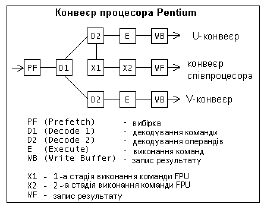 Конвеєр процесора Pentium
D2 E WB U-конвеєр
PF D1 X1 X2 WF конвеєр співпроцесора
D2 E WB V-конвеєр
PF (Prefetch) - вибірка
D1 (Decode 1) - декодування команди
D2 (Decode 2) - декодування операндів
E (Execute) - виконання команд
WB (Write Buffer) - запис результату
X1 - 1-а стадія виконання команди FPU
X2 - 2-а стадія виконання команди FPU
WF - запис результату